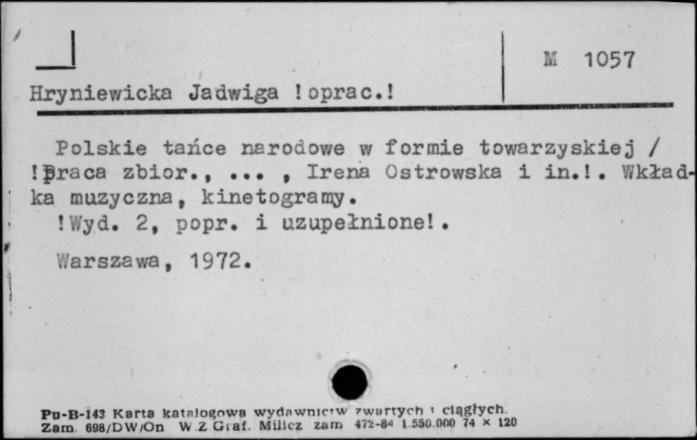 M 1057
Hryniewicka Jadwiga !oprac.!
Polskie tańce narodowe w formie towarzyskiej /
!praca zbior., ... , Irena Ostrowska i in.!. Wkład-
ka muzyczna, kinetogramy.
!Wyd. 2, popr. i uzupełnione!.
Warszawa, 1972.
Pu-B-143 Karta katalogowa wydawnictw zwartych i ciągłych.
Zam. 698/DW/On W.Z.Graf. Milicz zam 472-84 1.550.000 74 × 120